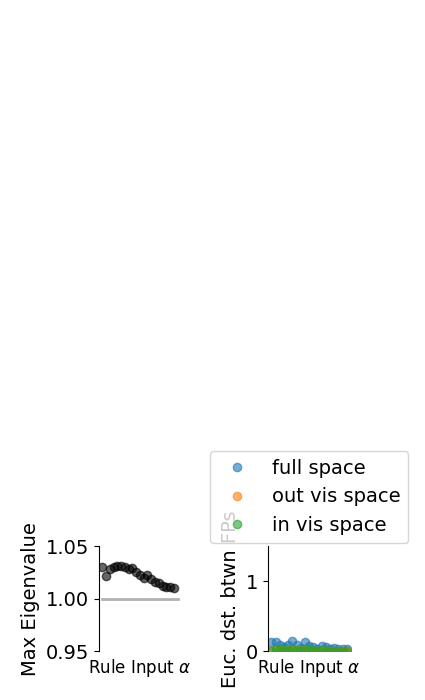 full space
out vis space
in vis space
Max Eigenvalue
1.05
1.00
0.95
Rule Input α
Euc. dst. btwn FPs
1
0
Rule Input α